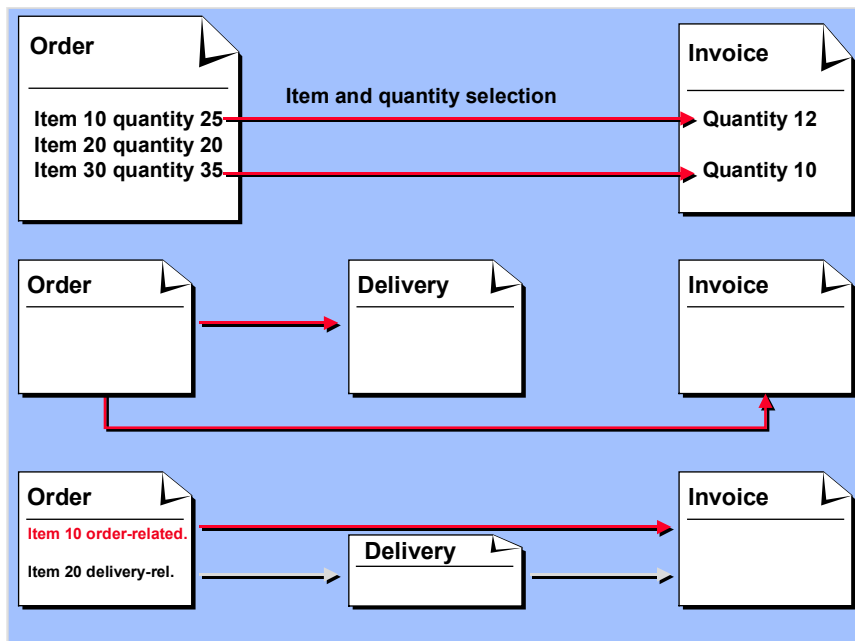 Order
Invoice
Item and quantity selection
Item 10 quantity 25
Quantity 12
Item 20 quantity 20
Item 30 quantity 35
Quantity 10
Order
Delivery
Invoice
Order
Invoice
Item 10 order-related.
Delivery
Item 20 delivery-rel.